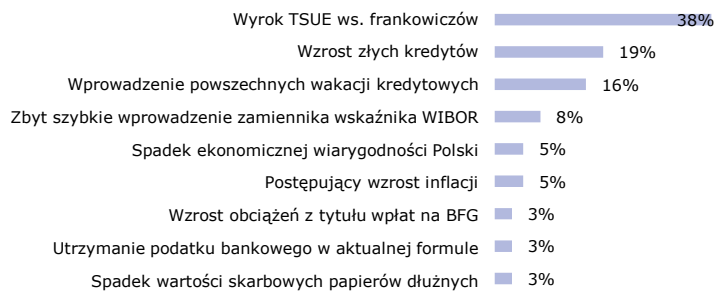 Wyrok TSUE ws. frankowiczów 38%
Wzrost złych kredytów 19%
Wprowadzenie powszechnych wakacji kredytowych 16%
Zbyt szybkie wprowadzenie zamiennika wskaźnika WIBOR 8%
Spadek ekonomicznej wiarygodności Polski 5%
Postępujący wzrost inflacji 5%
Wzrost obciążeń z tytułu wpłat na BFG 3%
Utrzymanie podatku bankowego w aktualnej formule 3%
Spadek wartości skarbowych papierów dłużnych 3%